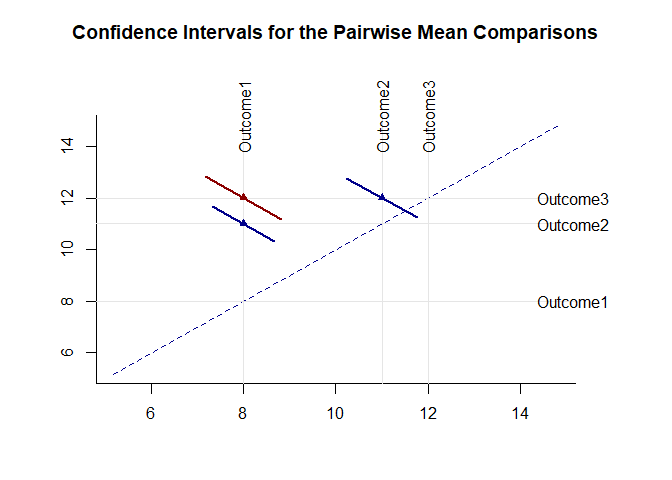 Confidence Intervals for the Pairwise Mean Comparisons
Outcome1
Outcome2
Outcome3
14
12
10
8
6
Outcome3
Outcome2
Outcome1
6 8 10 12 14